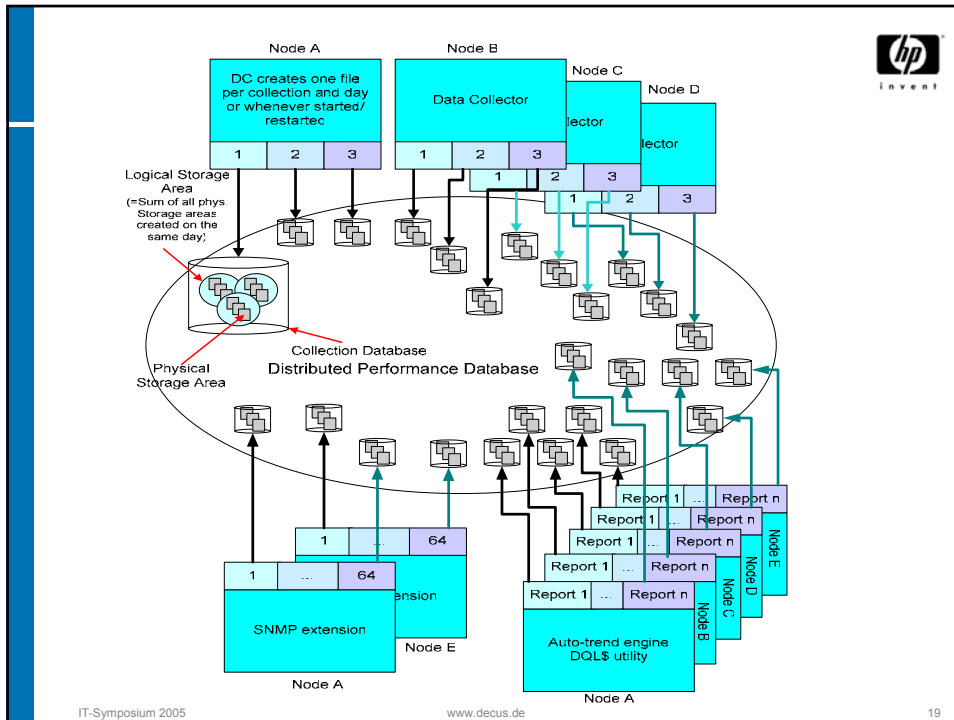 Node A
DC creates one file
per collection and day
or whenever started/
restarted
1 2 3
Node B
Data Collector
1 2 3
Node C
lector
1 2 3
Node D
lector
1 2 3
hp
invent
Logical Storage
Area
(=Sum of all phys.
Storage areas
created on the
same day)
Physical
Storage Area
Collection Database
Distributed Performance Database
1 ... 64
SNMP extension
Node A
1 ... 64
ension
Node E
Report 1 ... Report n
Node E
Report 1 ... Report n
Node D
Report 1 ... Report n
Node C
Report 1 ... Report n
Node B
Report 1 ... Report n
Auto-trend engine
DQL$ utility
Node A
IT-Symposium 2005
www.decus.de
19